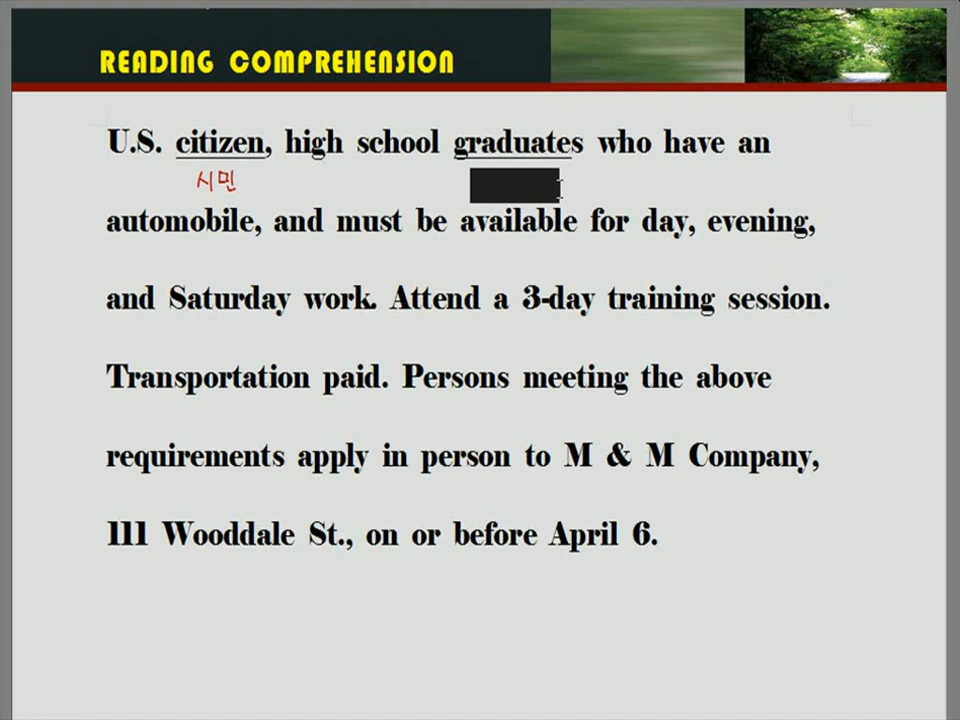 READING COMPREHENSION
U.S. citizen, high school graduates who have an
시민
automobile, and must be available for day, evening,
and Saturday work. Attend a 3-day training session.
Transportation paid. Persons meeting the above
requirements apply in person to M & M Company,
111 Wooddale St., on or before April 6.